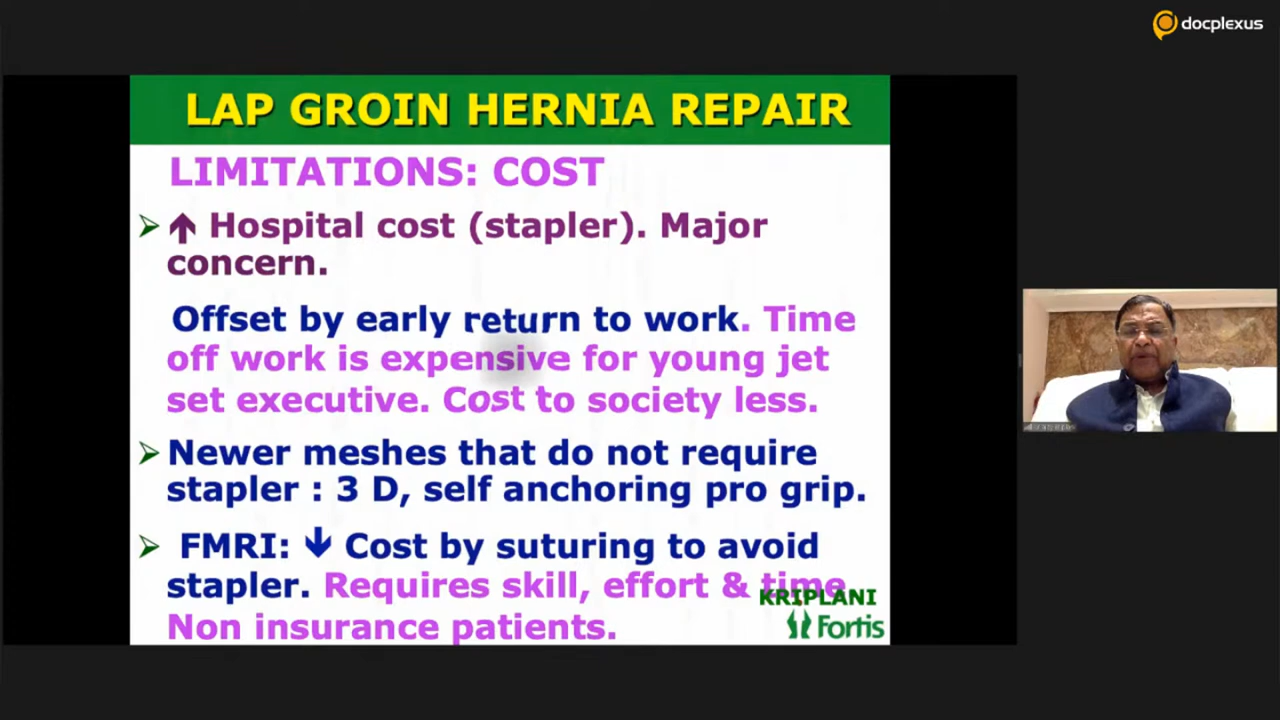 docplexus
LAP GROIN HERNIA REPAIR
LIMITATIONS: COST
↑ Hospital cost (stapler). Major
concern.
Offset by early return to work. Time
off work is expensive for young jet
set executive. Cost to society less.
Newer meshes that do not require
stapler : 3 D, self anchoring pro grip.
FMRI: ↓ Cost by suturing to avoid
stapler. Requires skill, effort & time.
Non insurance patients.
KRIPLANI
Fortis